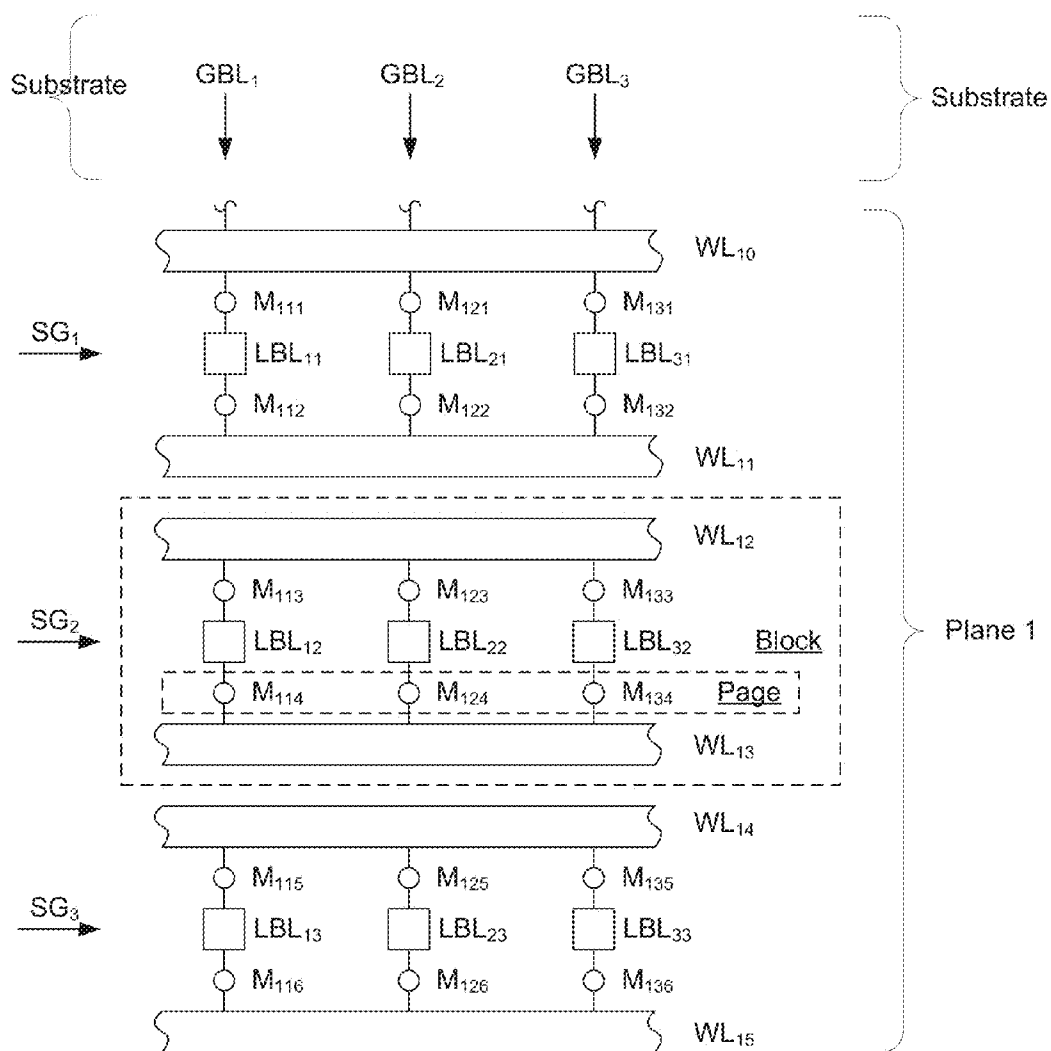 GBL₁ GBL₂ GBL₃
Substrate Substrate
WL₁₀
M₁₁₁ M₁₂₁ M₁₃₁
SG₁ LBL₁₁ LBL₂₁ LBL₃₁
M₁₁₂ M₁₂₂ M₁₃₂
WL₁₁
WL₁₂
M₁₁₃ M₁₂₃ M₁₃₃
SG₂ LBL₁₂ LBL₂₂ LBL₃₂ Block Plane 1
M₁₁₄ M₁₂₄ M₁₃₄ Page
WL₁₃
WL₁₄
M₁₁₅ M₁₂₅ M₁₃₅
SG₃ LBL₁₃ LBL₂₃ LBL₃₃
M₁₁₆ M₁₂₆ M₁₃₆
WL₁₅